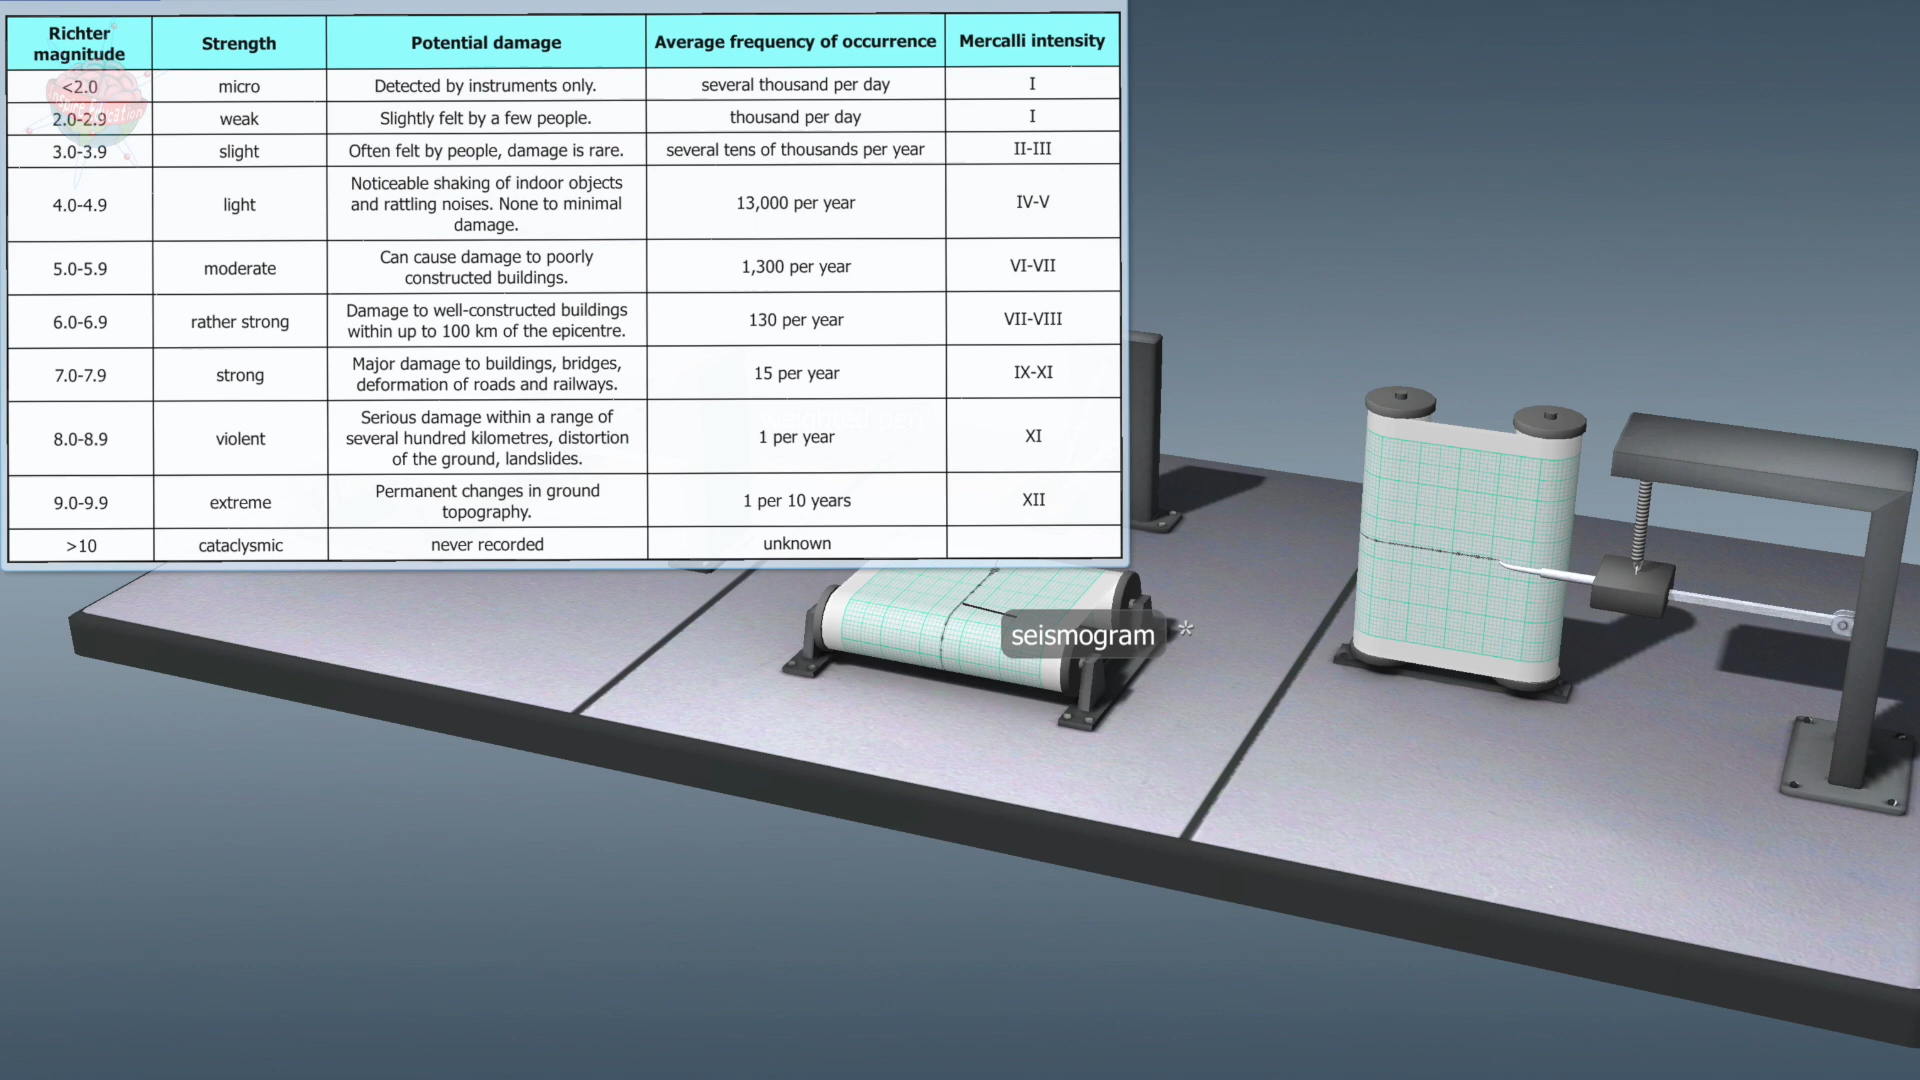 Richter magnitude
Strength
Potential damage
Average frequency of occurrence
Mercalli intensity
<2.0
micro
Detected by instruments only.
several thousand per day
I
2.0-2.9
weak
Slightly felt by a few people.
thousand per day
I
3.0-3.9
slight
Often felt by people, damage is rare.
several tens of thousands per year
II-III
4.0-4.9
light
Noticeable shaking of indoor objects
and rattling noises. None to minimal
damage.
13,000 per year
IV-V
5.0-5.9
moderate
Can cause damage to poorly
constructed buildings.
1,300 per year
VI-VII
6.0-6.9
rather strong
Damage to well-constructed buildings
within up to 100 km of the epicentre.
130 per year
VII-VIII
7.0-7.9
strong
Major damage to buildings, bridges,
deformation of roads and railways.
15 per year
IX-XI
8.0-8.9
violent
Serious damage within a range of
several hundred kilometres, distortion
of the ground, landslides.
1 per year
XI
9.0-9.9
extreme
Permanent changes in ground
topography.
1 per 10 years
XII
>10
cataclysmic
never recorded
unknown
weighted pen
Inspire Education
seismogram *